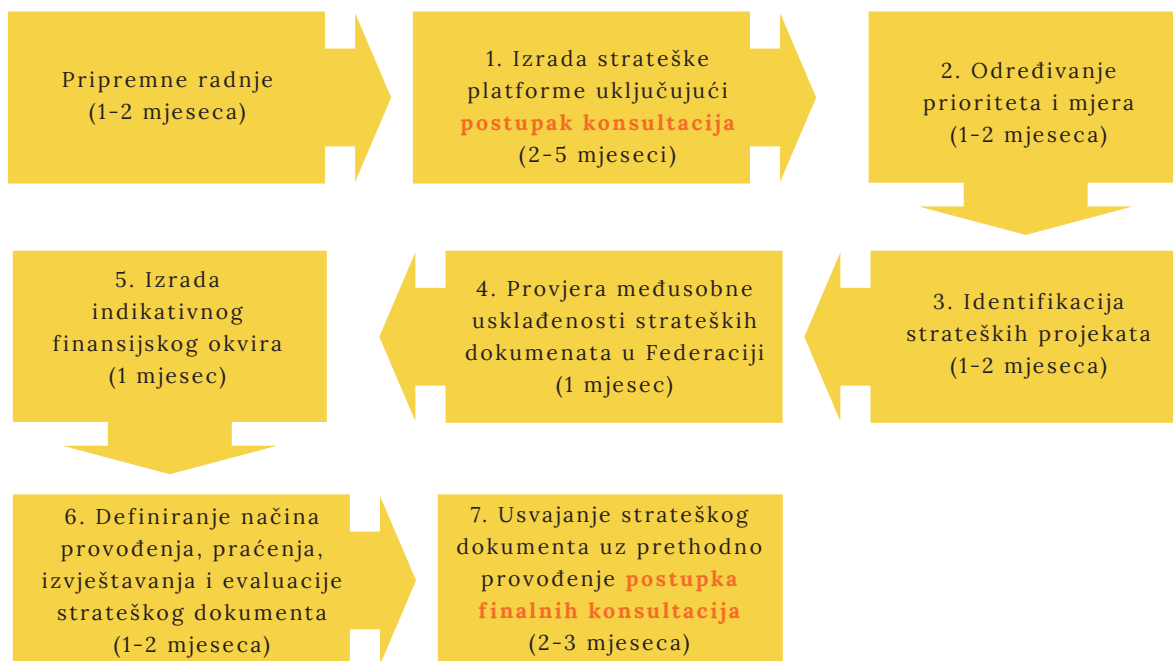 Pripremne radnje
(1-2 mjeseca)
1. Izrada strateške
platforme uključujući
postupak konsultacija
(2-5 mjeseci)
2. Određivanje
prioriteta i mjera
(1-2 mjeseca)
3. Identifikacija
strateških projekata
(1-2 mjeseca)
4. Provjera međusobne
usklađenosti strateških
dokumenata u Federaciji
(1 mjesec)
5. Izrada
indikativnog
finansijskog okvira
(1 mjesec)
6. Definiranje načina
provođenja, praćenja,
izvještavanja i evaluacije
strateškog dokumenta
(1-2 mjeseca)
7. Usvajanje strateškog
dokumenta uz prethodno
provođenje postupka
finalnih konsultacija
(2-3 mjeseca)